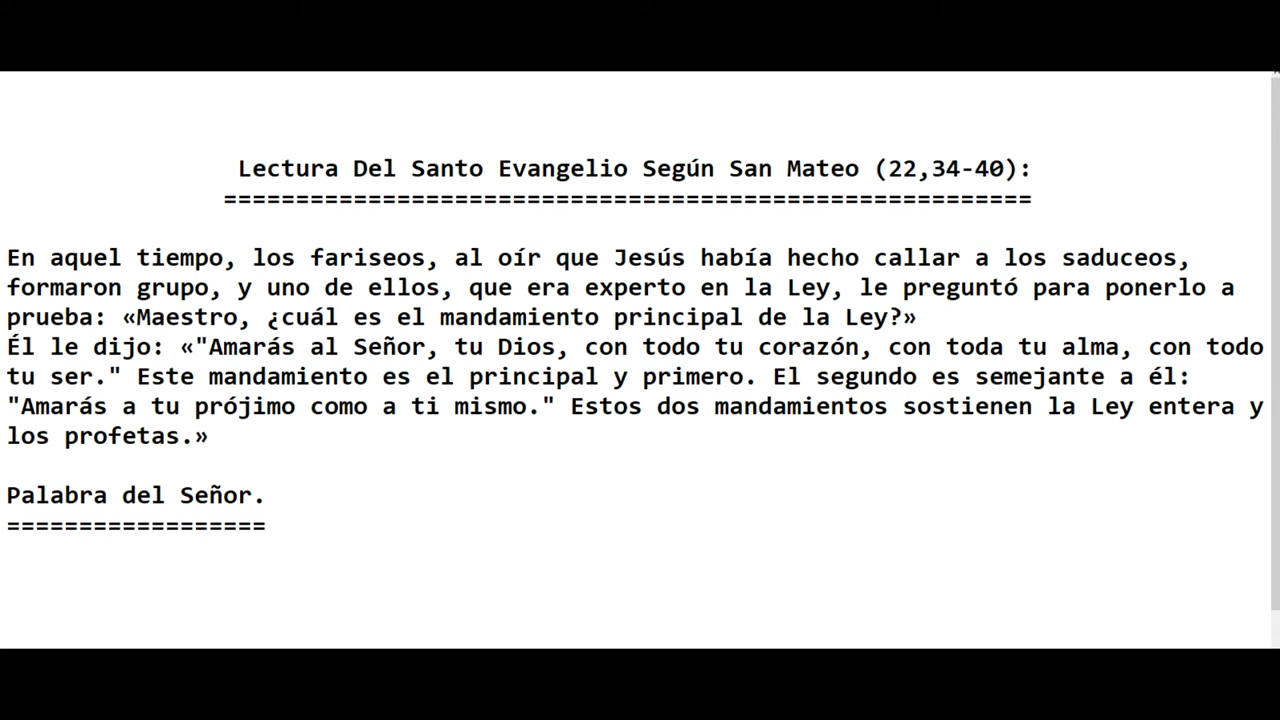 Lectura Del Santo Evangelio Según San Mateo (22,34-40):
========================================================
En aquel tiempo, los fariseos, al oír que Jesús había hecho callar a los saduceos,
formaron grupo, y uno de ellos, que era experto en la Ley, le preguntó para ponerlo a
prueba: «Maestro, ¿cuál es el mandamiento principal de la Ley?»
Él le dijo: «"Amarás al Señor, tu Dios, con todo tu corazón, con toda tu alma, con todo
tu ser." Este mandamiento es el principal y primero. El segundo es semejante a él:
"Amarás a tu prójimo como a ti mismo." Estos dos mandamientos sostienen la Ley entera y
los profetas.»
Palabra del Señor.
==================